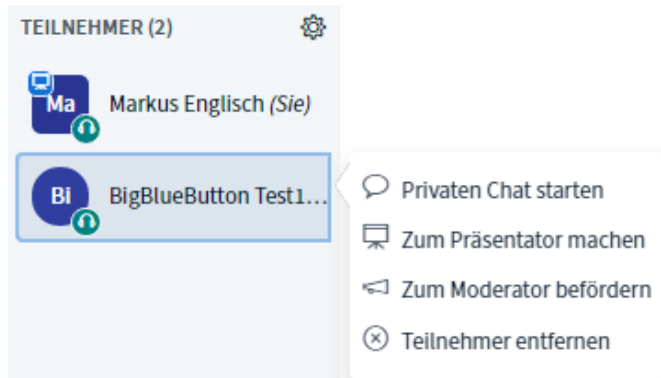 TEILNEHMER (2)
Ma
Markus Englisch (Sie)
Bi
BigBlueButton Test1...
Privaten Chat starten
Zum Präsentator machen
Zum Moderator befördern
Teilnehmer entfernen